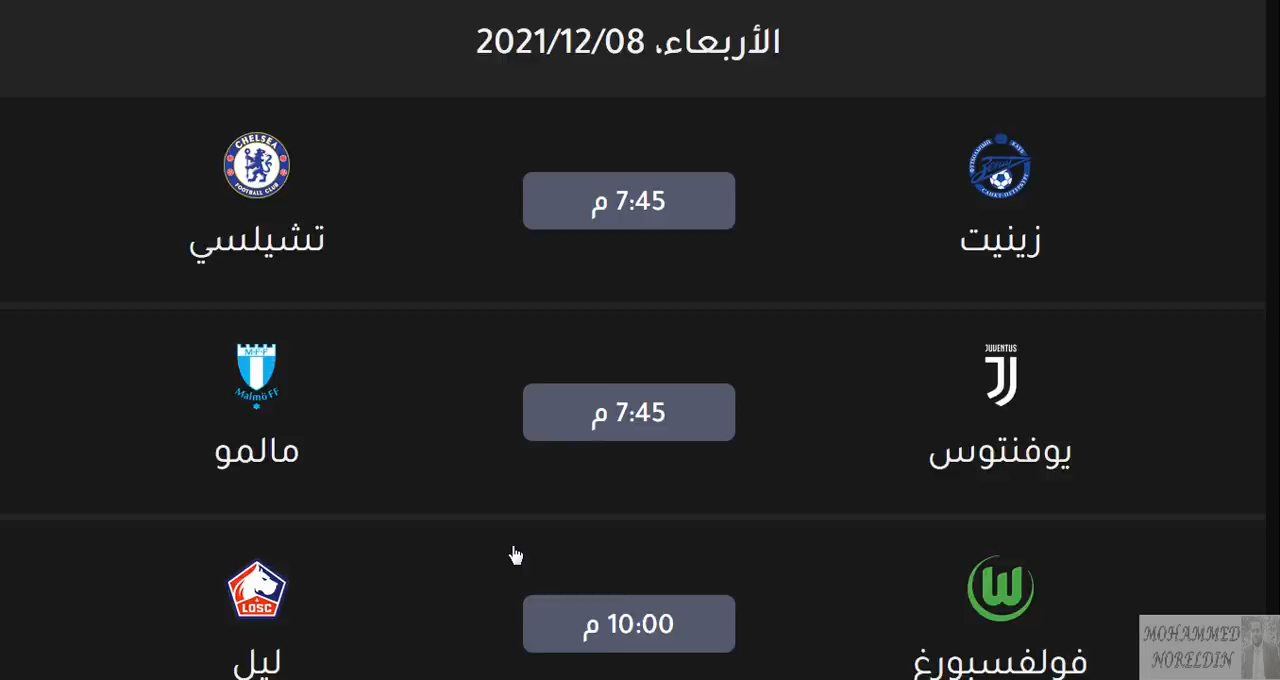 الأربعاء، 2021/12/08
CHELSEA
FOOTBALL CLUB
زينيت
7:45 م
تشيلسي
JUVENTUS
M·F·F
Malmö FF
يوفنتوس
7:45 م
مالمو
W
LOSC
فولفسبورغ
10:00 م
ليل
MOHAMMED
NORELDIN